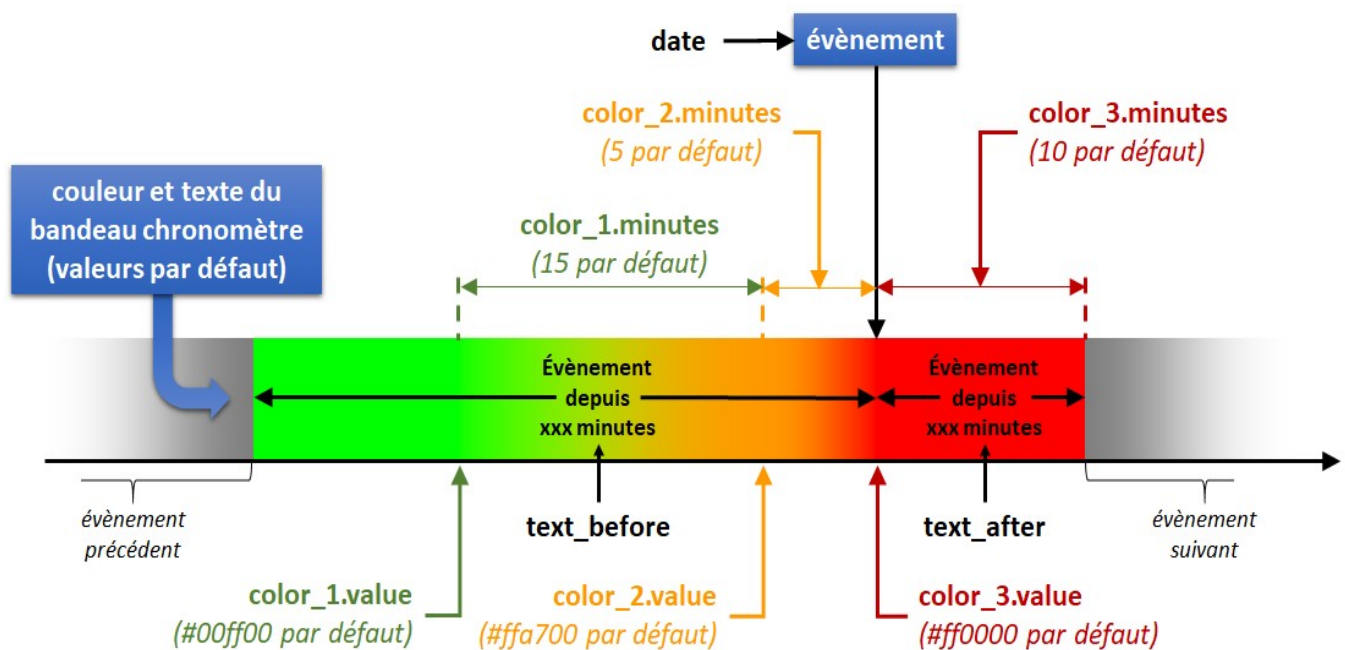 date
évènement
color_2.minutes
(5 par défaut)
color_3.minutes
(10 par défaut)
couleur et texte du
bandeau chronomètre
(valeurs par défaut)
color_1.minutes
(15 par défaut)
Évènement
depuis
xxx minutes
Évènement
depuis
xxx minutes
évènement
précédent
text_before
text_after
évènement
suivant
color_1.value
(#00ff00 par défaut)
color_2.value
(#ffa700 par défaut)
color_3.value
(#ff0000 par défaut)